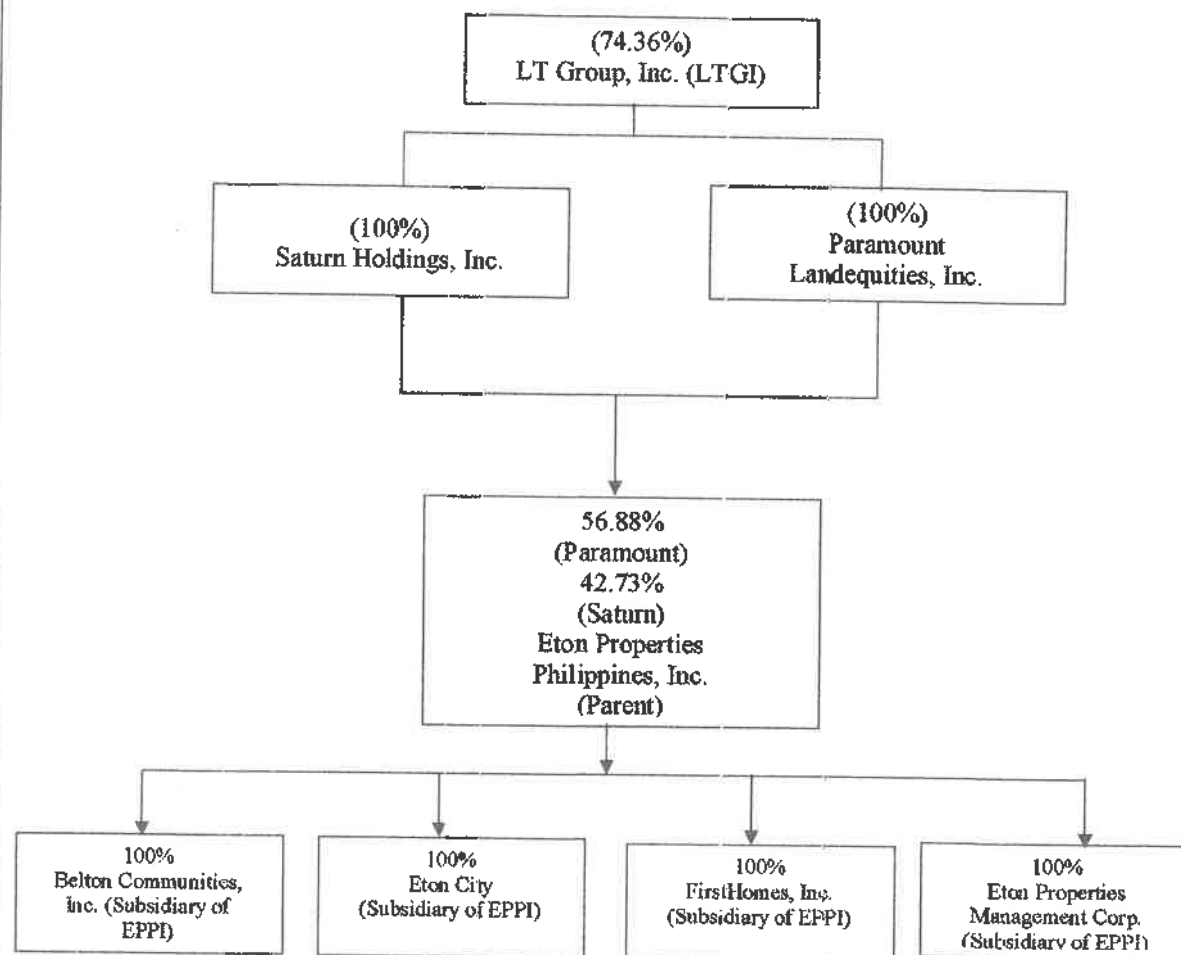 (74.36%)
LT Group, Inc. (LTGI)
(100%)
Saturn Holdings, Inc.
(100%)
Paramount
Landequities, Inc.
56.88%
(Paramount)
42.73%
(Saturn)
Eton Properties
Philippines, Inc.
(Parent)
100%
Belton Communities,
Inc. (Subsidiary of
EPPI)
100%
Eton City
(Subsidiary of EPPI)
100%
FirstHomes, Inc.
(Subsidiary of EPPI)
100%
Eton Properties
Management Corp.
(Subsidiary of EPPI)